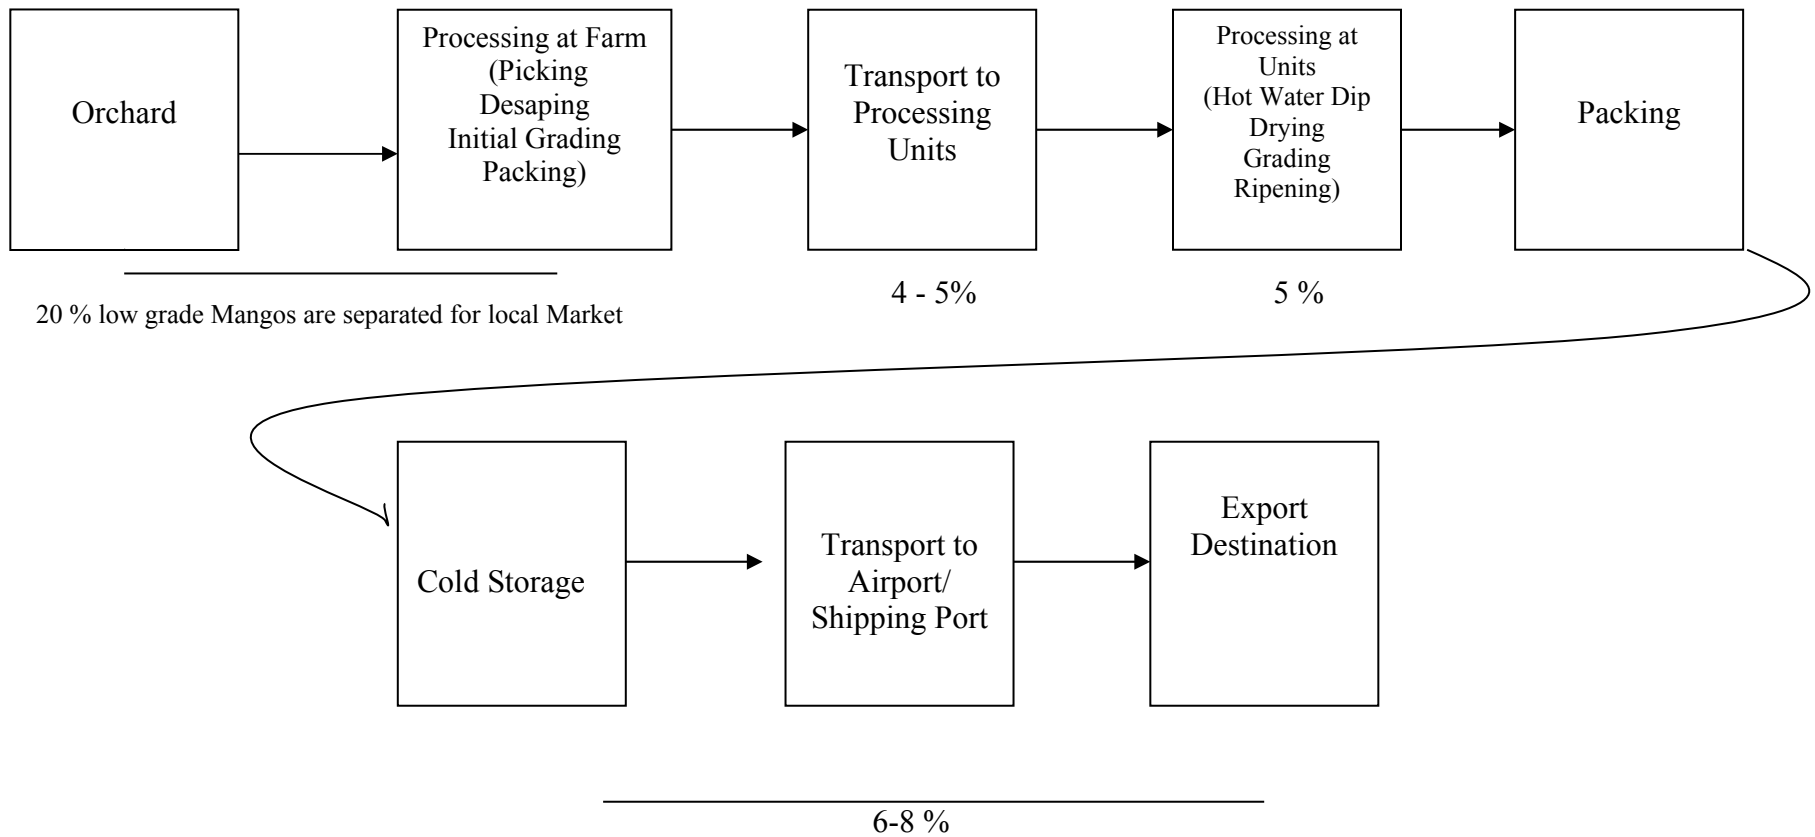 Orchard
Processing at Farm
(Picking
Desaping
Initial Grading
Packing)
Transport to
Processing
Units
Processing at
Units
(Hot Water Dip
Drying
Grading
Ripening)
Packing
20 % low grade Mangos are separated for local Market
4 - 5%
5 %
Cold Storage
Transport to
Airport/
Shipping Port
Export
Destination
6-8 %